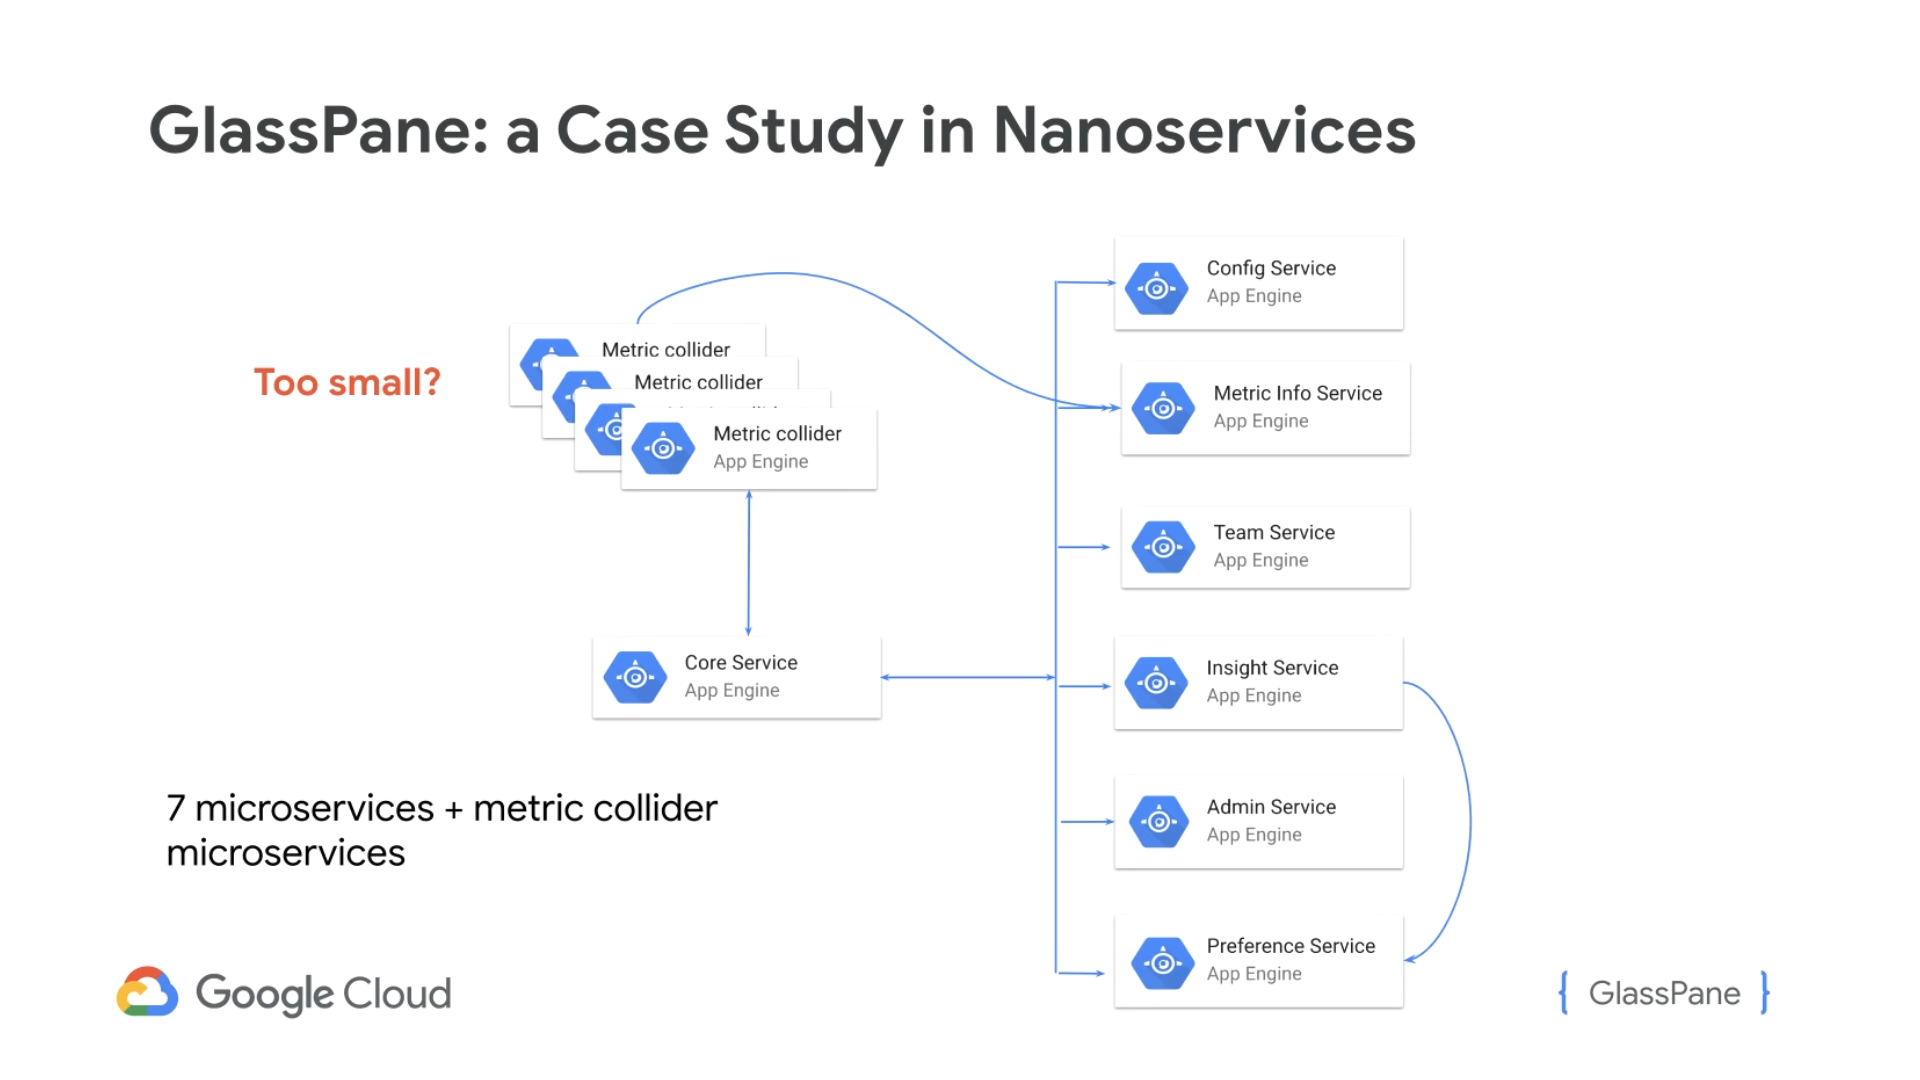 GlassPane: a Case Study in Nanoservices
Too small?
Metric collider
Metric collider
Metric collider
App Engine
Core Service
App Engine
Config Service
App Engine
Metric Info Service
App Engine
Team Service
App Engine
Insight Service
App Engine
Admin Service
App Engine
Preference Service
App Engine
7 microservices + metric collider
microservices
Google Cloud
{ GlassPane }